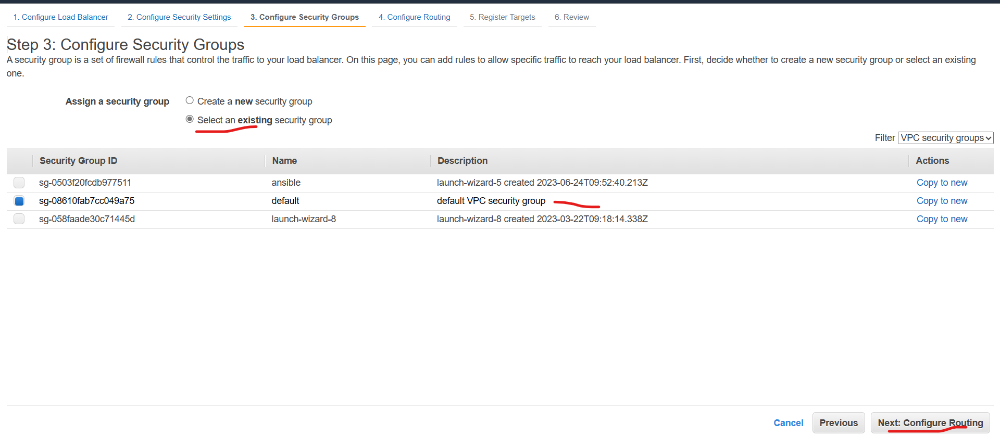 1. Configure Load Balancer 2. Configure Security Settings 3. Configure Security Groups 4. Configure Routing 5. Register Targets 6. Review
Step 3: Configure Security Groups
A security group is a set of firewall rules that control the traffic to your load balancer. On this page, you can add rules to allow specific traffic to reach your load balancer. First, decide whether to create a new security group or select an existing
one.
Assign a security group Create a new security group
Select an existing security group
Filter VPC security groups
Security Group ID Name Description Actions
sg-0503f20fcdb977511 ansible launch-wizard-5 created 2023-06-24T09:52:40.213Z Copy to new
sg-08610fab7cc049a75 default default VPC security group Copy to new
sg-058faade30c71445d launch-wizard-8 launch-wizard-8 created 2023-03-22T09:18:14.338Z Copy to new
Cancel Previous Next: Configure Routing